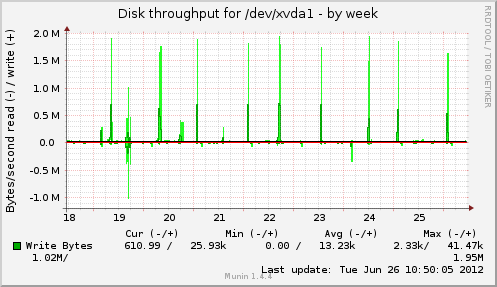 Disk throughput for /dev/xvda1 - by week
RRDTOOL / TOBI OETIKER
Bytes/second read (-) / write (+)
2.0 M
1.5 M
1.0 M
0.5 M
0.0
-0.5 M
-1.0 M
18 19 20 21 22 23 24 25
Cur (-/+) Min (-/+) Avg (-/+) Max (-/+)
Write Bytes 610.99 / 25.93k 0.00 / 13.23k 2.33k/ 41.47k
1.02M/ 1.95M
Last update: Tue Jun 26 10:50:05 2012
Munin 1.4.4